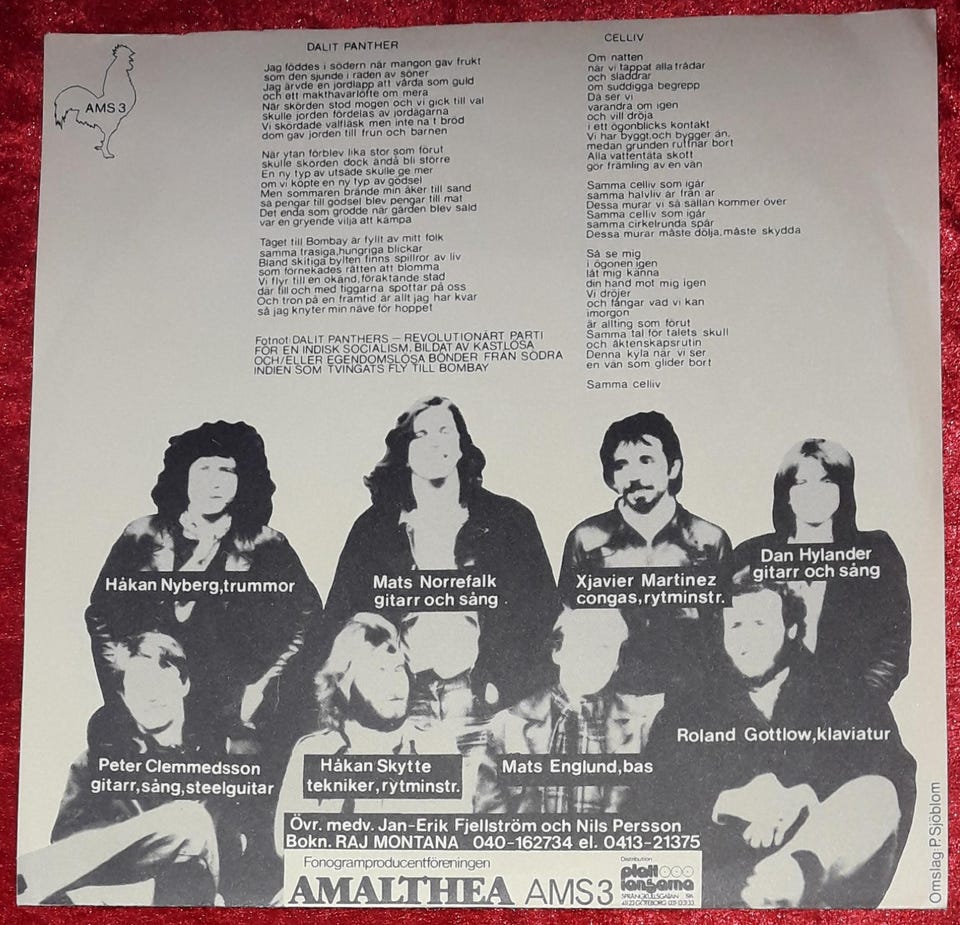 AMS 3
DALIT PANTHER
Jag föddes i södern när mangon gav frukt
som den sjunde i raden av söner
Jag ärvde en jordlapp att vårda som guld
och ett makthavarlöfte om mera
När skörden stod mogen och vi gick till val
skulle jorden fördelas av jordägarna
Vi skördade valfläsk men inte nåt bröd
dom gav jorden till frun och barnen
När ytan förblev lika stor som förut
skulle skörden dock ändå bli större
En ny typ av utsäde skulle ge mer
om vi köpte en ny typ av gödsel
Men sommaren brände min åker till sand
så pengar till gödsel blev pengar till mat
Det enda som grodde när gården blev såld
var en gryende vilja att kämpa
Tåget till Bombay är fyllt av mitt folk
samma trasiga,hungriga blickar
Bland skitiga bylten finns spillror av liv
som förnekades rätten att blomma
Vi flyr till en okänd,föraktande stad
där till och med tiggarna spottar på oss
Och tron på en framtid är allt jag har kvar
så jag knyter min näve för hoppet
Fotnot:DALIT PANTHERS – REVOLUTIONÄRT PARTI
FÖR EN INDISK SOCIALISM, BILDAT AV KASTLÖSA
OCH/ELLER EGENDOMSLÖSA BÖNDER FRÅN SÖDRA
INDIEN SOM TVINGATS FLY TILL BOMBAY
CELLIV
Om natten
när vi tappat alla trådar
och sladdrar
om suddiga begrepp
Då ser vi
varandra om igen
och vill dröja
i ett ögonblicks kontakt
Vi har byggt,och bygger än,
medan grunden ruttnar bort
Alla vattentäta skott
gör främling av en vän
Samma celliv som igår
samma halvliv år från år
Dessa murar vi så sällan kommer över
Samma celliv som igår
samma cirkelrunda spår
Dessa murar måste dölja,måste skydda
Så se mig
i ögonen igen
låt mig känna
din hand mot mig igen
Vi dröjer
och fångar vad vi kan
imorgon
är allting som förut
Samma tal för talets skull
och äktenskapsrutin
Denna kyla när vi ser
en vän som glider bort
Samma celliv
Håkan Nyberg,trummor
Mats Norrefalk
gitarr och sång
Xjavier Martinez
congas,rytminstr.
Dan Hylander
gitarr och sång
Peter Clemmedsson
gitarr,sång,steelguitar
Håkan Skytte
tekniker,rytminstr.
Mats Englund,bas
Roland Gottlow,klaviatur
Övr. medv. Jan-Erik Fjellström och Nils Persson
Bokn. RAJ MONTANA 040-162734 el. 0413-21375
Fonogramproducentföreningen
AMALTHEA AMS3
Distribution
platt
langarna
SPRÄNGKULLSGATAN
Omslag:P.Sjöblom